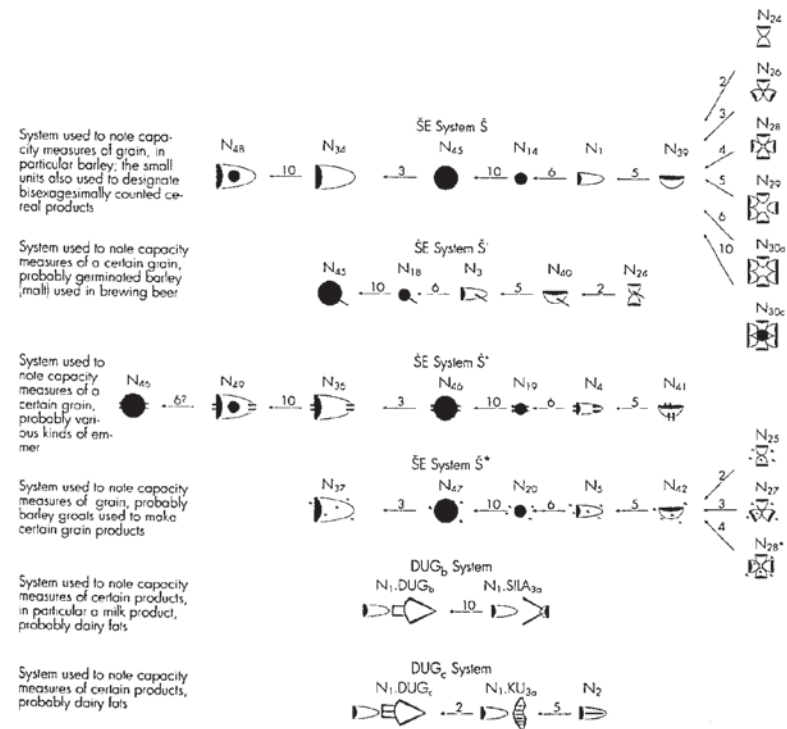 N24
N26
2
3
System used to note capa-
city measures of grain, in
particular barley; the small
units also used to designate
bisexagesimally counted ce-
real products
ŠE System Š
N48 N34 N45 N14 N1 N39 N28
10 3 10 6 5 4
5 N29
6
10 N30a
N30c
System used to note capacity
measures of a certain grain,
probably germinated barley
(malt) used in brewing beer
ŠE System Š'
N45 N18 N3 N40 N24
10 6 5 2
System used to
note capacity
measures of a
certain grain,
probably vari-
ous kinds of em-
mer
ŠE System Š"
N46 N49 N36 N46 N19 N4 N41
6? 10 3 10 6 5
System used to note capacity
measures of grain, probably
barley groats used to make
certain grain products
ŠE System Š*
N37 N47 N20 N5 N42
3 10 6 5
N25
2
N27
3
4
N28*
System used to note capacity
measures of certain products,
in particular a milk product,
probably dairy fats
DUGb System
N1.DUGb N1.SILA3a
10
System used to note capacity
measures of certain products,
probably dairy fats
DUGc System
N1.DUGc N1.KU3a N2
2 5